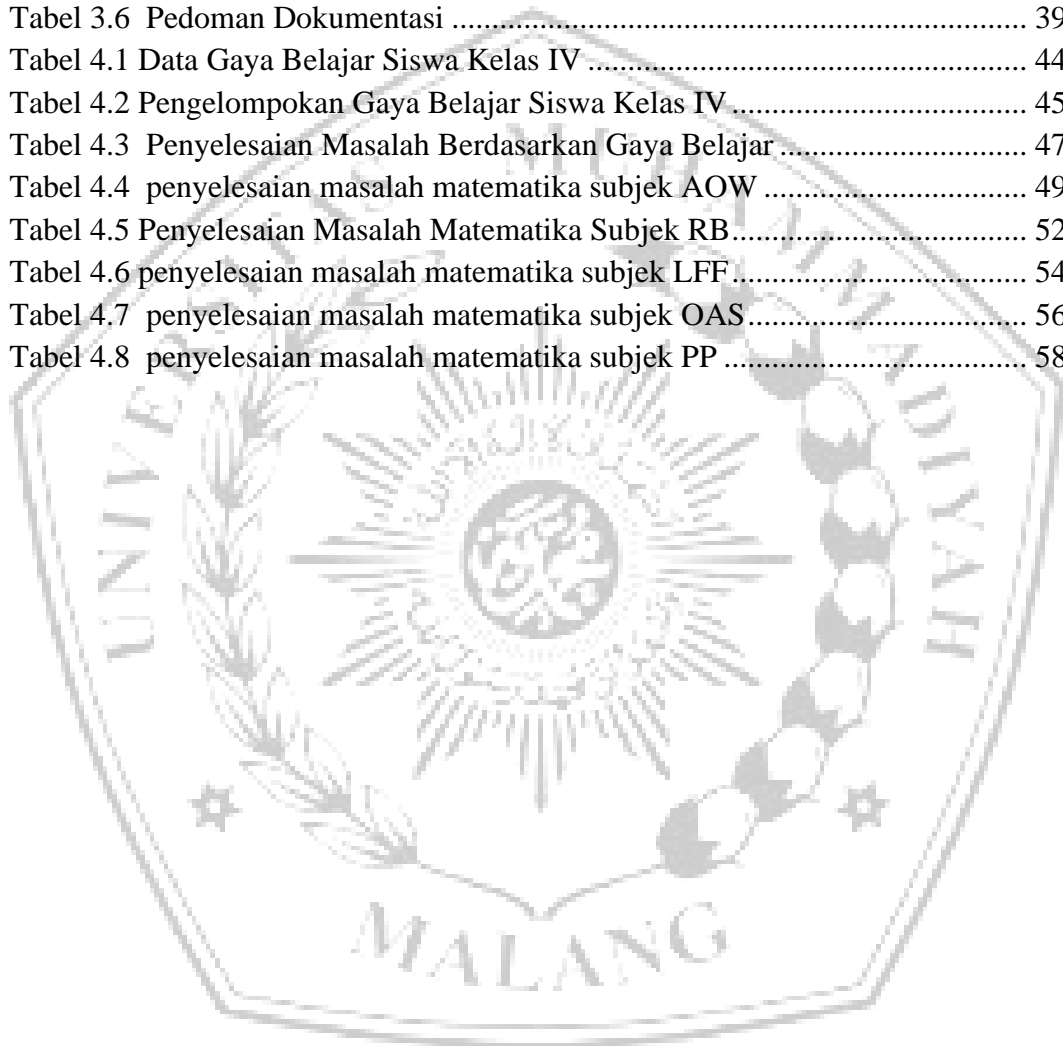 Tabel 3.6  Pedoman Dokumentasi ................................................................ 39
Tabel 4.1 Data Gaya Belajar Siswa Kelas IV ................................................ 44
Tabel 4.2 Pengelompokan Gaya Belajar Siswa Kelas IV ............................. 45
Tabel 4.3  Penyelesaian Masalah Berdasarkan Gaya Belajar ........................ 47
Tabel 4.4  penyelesaian masalah matematika subjek AOW .......................... 49
Tabel 4.5 Penyelesaian Masalah Matematika Subjek RB .............................. 52
Tabel 4.6 penyelesaian masalah matematika subjek LFF .............................. 54
Tabel 4.7  penyelesaian masalah matematika subjek OAS ............................ 56
Tabel 4.8  penyelesaian masalah matematika subjek PP ............................... 58
UNIVERSITAS MUHAMMADIYAH
MALANG